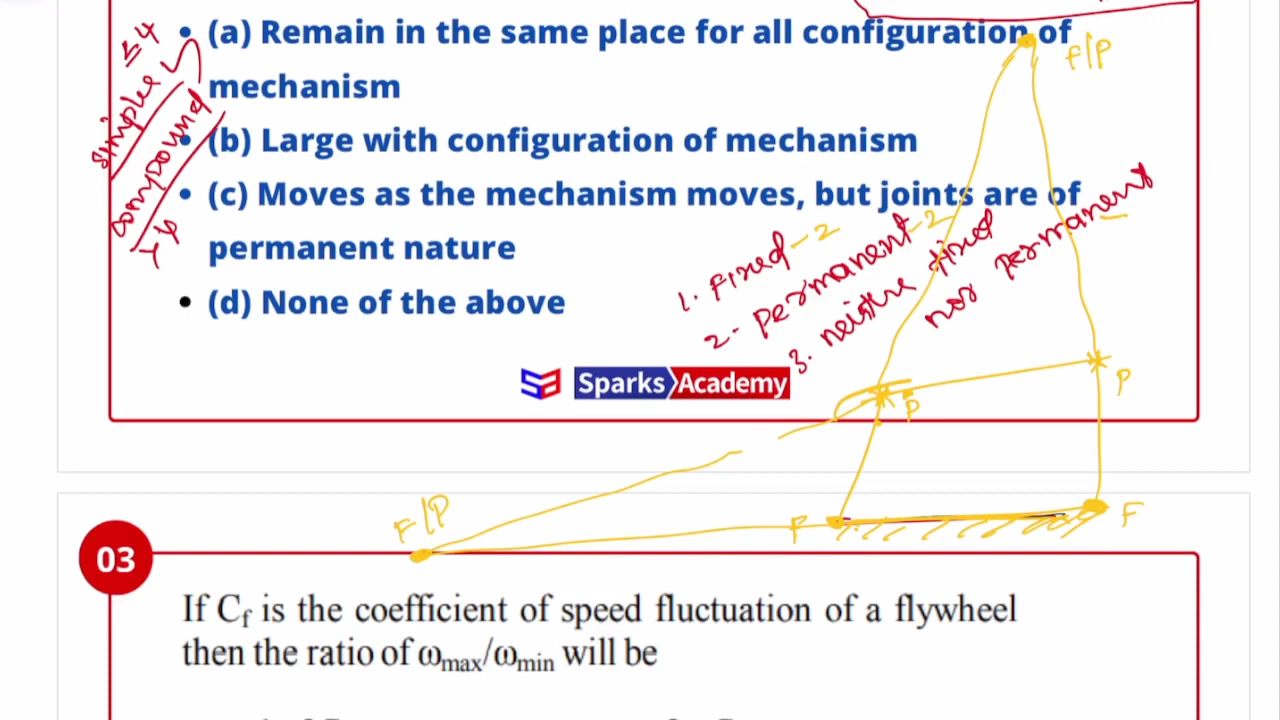 (a) Remain in the same place for all configuration of
mechanism
(b) Large with configuration of mechanism
(c) Moves as the mechanism moves, but joints are of
permanent nature
(d) None of the above
simple ≤4
compound
>4
1. Fixed - 2
2- permanent - 2
3. neithre fixed
nor permanent
F/P
P
P
F/P
F
F
Sparks Academy
03
If Cf is the coefficient of speed fluctuation of a flywheel
then the ratio of ωmax/ωmin will be